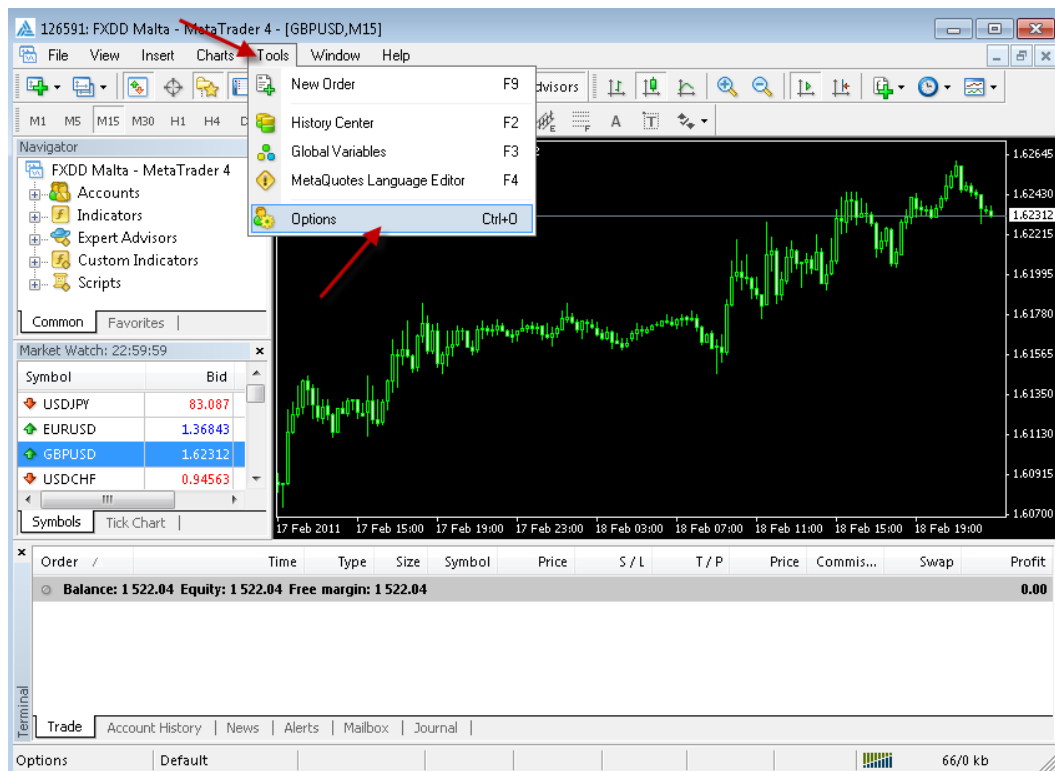 126591: FXDD Malta - MetaTrader 4 - [GBPUSD,M15]
File View Insert Charts Tools Window Help
New Order F9
dvisors
M1 M5 M15 M30 H1 H4
E F A T
History Center F2
Global Variables F3
MetaQuotes Language Editor F4
Options Ctrl+O
Navigator
FXDD Malta - MetaTrader 4
Accounts
Indicators
Expert Advisors
Custom Indicators
Scripts
Common Favorites
Market Watch: 22:59:59
Symbol Bid
USDJPY 83.087
EURUSD 1.36843
GBPUSD 1.62312
USDCHF 0.94563
Symbols Tick Chart
1.62645
1.62430
1.62312
1.62215
1.61995
1.61780
1.61565
1.61350
1.61130
1.60915
1.60700
17 Feb 2011 17 Feb 15:00 17 Feb 19:00 17 Feb 23:00 18 Feb 03:00 18 Feb 07:00 18 Feb 11:00 18 Feb 15:00 18 Feb 19:00
Order / Time Type Size Symbol Price S / L T / P Price Commis... Swap Profit
Balance: 1 522.04 Equity: 1 522.04 Free margin: 1 522.04 0.00
Terminal
Trade Account History News Alerts Mailbox Journal
Options Default 66/0 kb